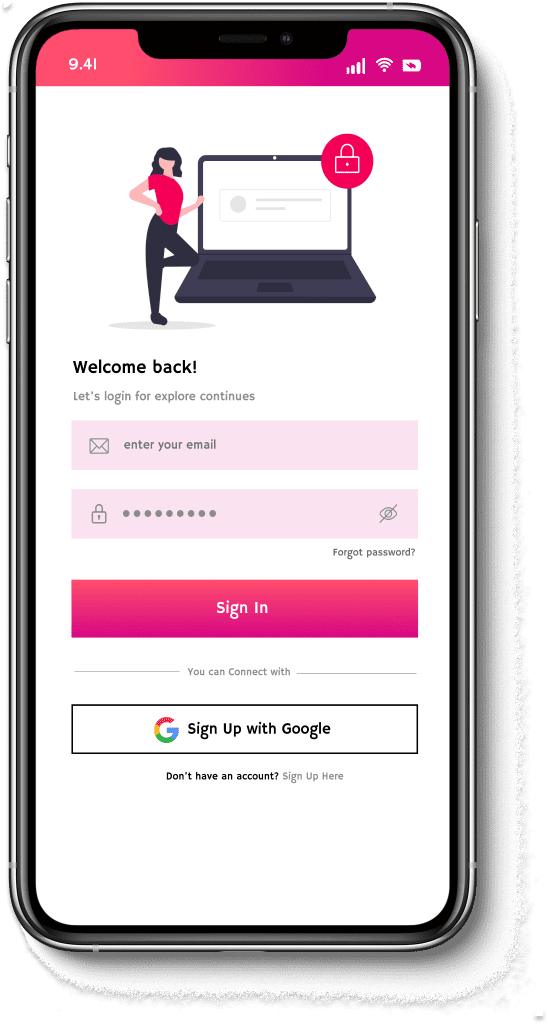 9.41
Welcome back!
Let's login for explore continues
enter your email
Forgot password?
Sign In
You can Connect with
Sign Up with Google
Don't have an account? Sign Up Here